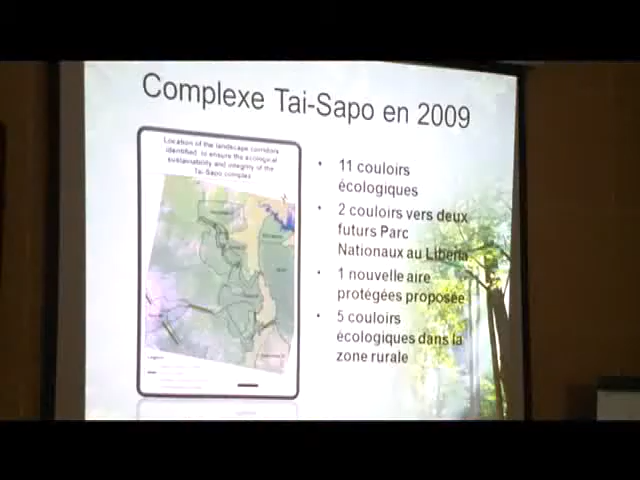 Complexe Tai-Sapo en 2009
Location of the landscape corridors
identified to ensure the ecological
sustainability and integrity of the
Tai-Sapo complex
• 11 couloirs
écologiques
• 2 couloirs vers deux
futurs Parc
Nationaux au Libéria
• 1 nouvelle aire
protégées proposée
• 5 couloirs
écologiques dans la
zone rurale